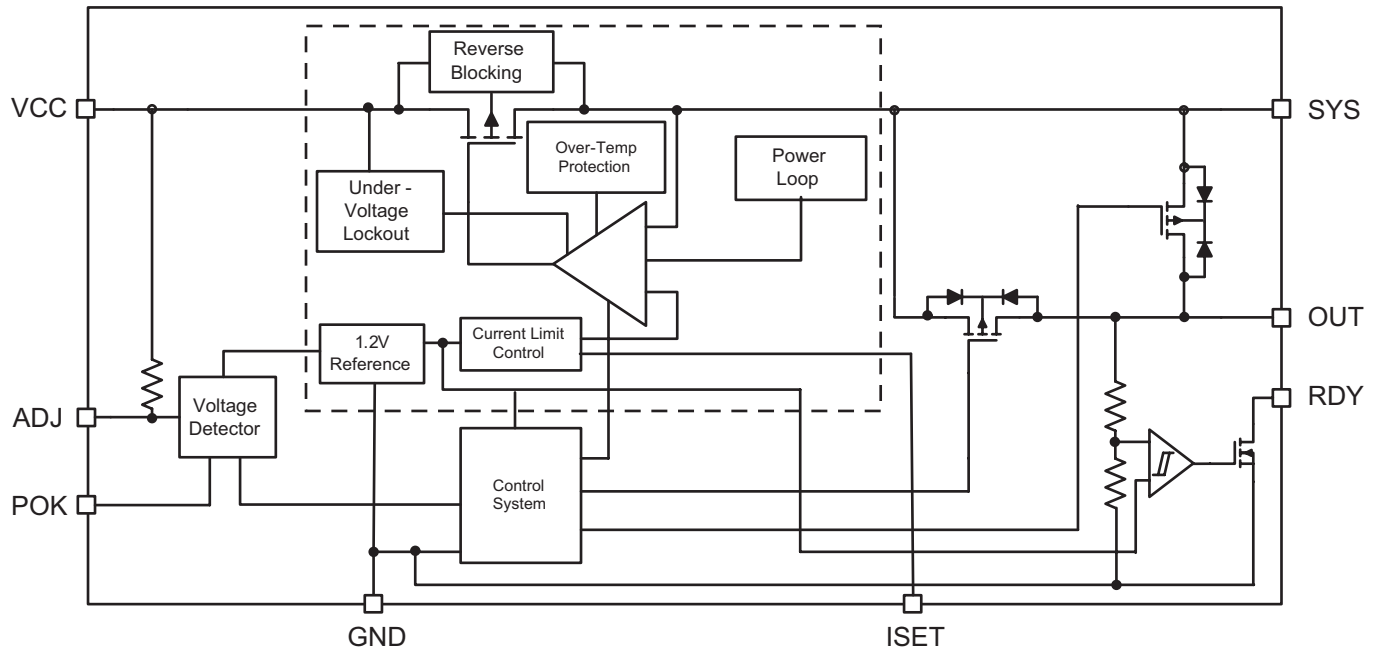 Reverse
Blocking
VCC
SYS
Over-Temp
Protection
Power
Loop
Under -
Voltage
Lockout
OUT
1.2V
Reference
Current Limit
Control
RDY
ADJ
Voltage
Detector
POK
Control
System
GND
ISET